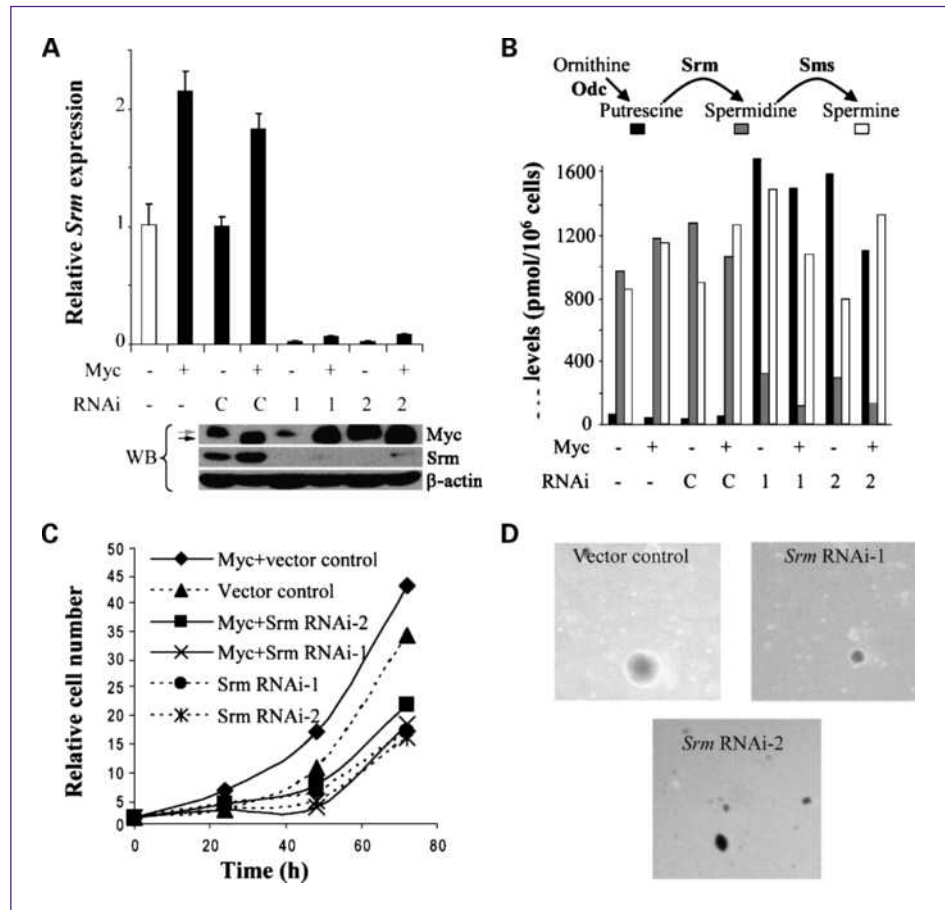 A
Relative Srm expression
2
1
0
Myc - + - + - + - +
RNAi - - C C 1 1 2 2
WB
Myc
Srm
β-actin
B
Ornithine Srm Sms
Odc
Putrescine Spermidine Spermine
---- levels (pmol/10⁶ cells)
1600
1200
800
400
0
Myc - + - + - + - +
RNAi - - C C 1 1 2 2
C
Relative cell number
50
45
40
35
30
25
20
15
10
5
0
Myc+vector control
Vector control
Myc+Srm RNAi-2
Myc+Srm RNAi-1
Srm RNAi-1
Srm RNAi-2
0 20 40 60 80
Time (h)
D
Vector control
Srm RNAi-1
Srm RNAi-2